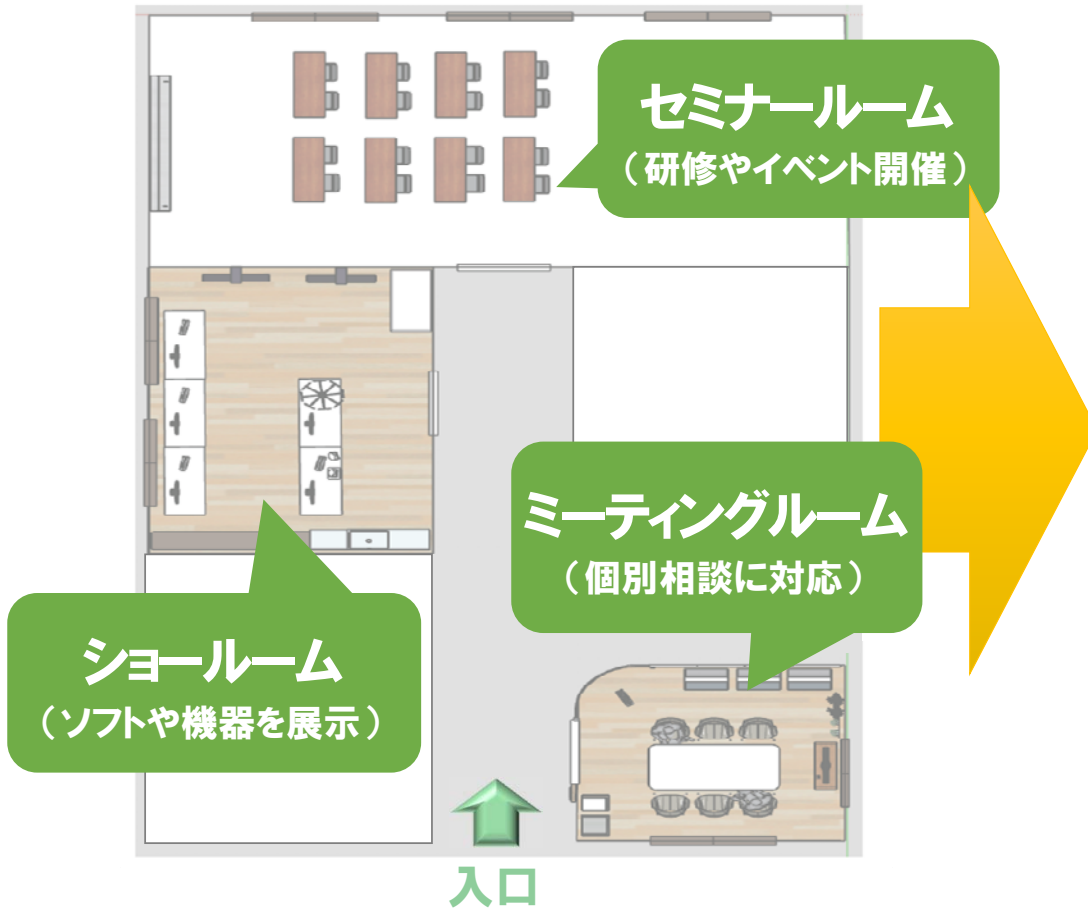 セミナールーム
（研修やイベント開催）
ミーティングルーム
（個別相談に対応）
ショールーム
（ソフトや機器を展示）
入口